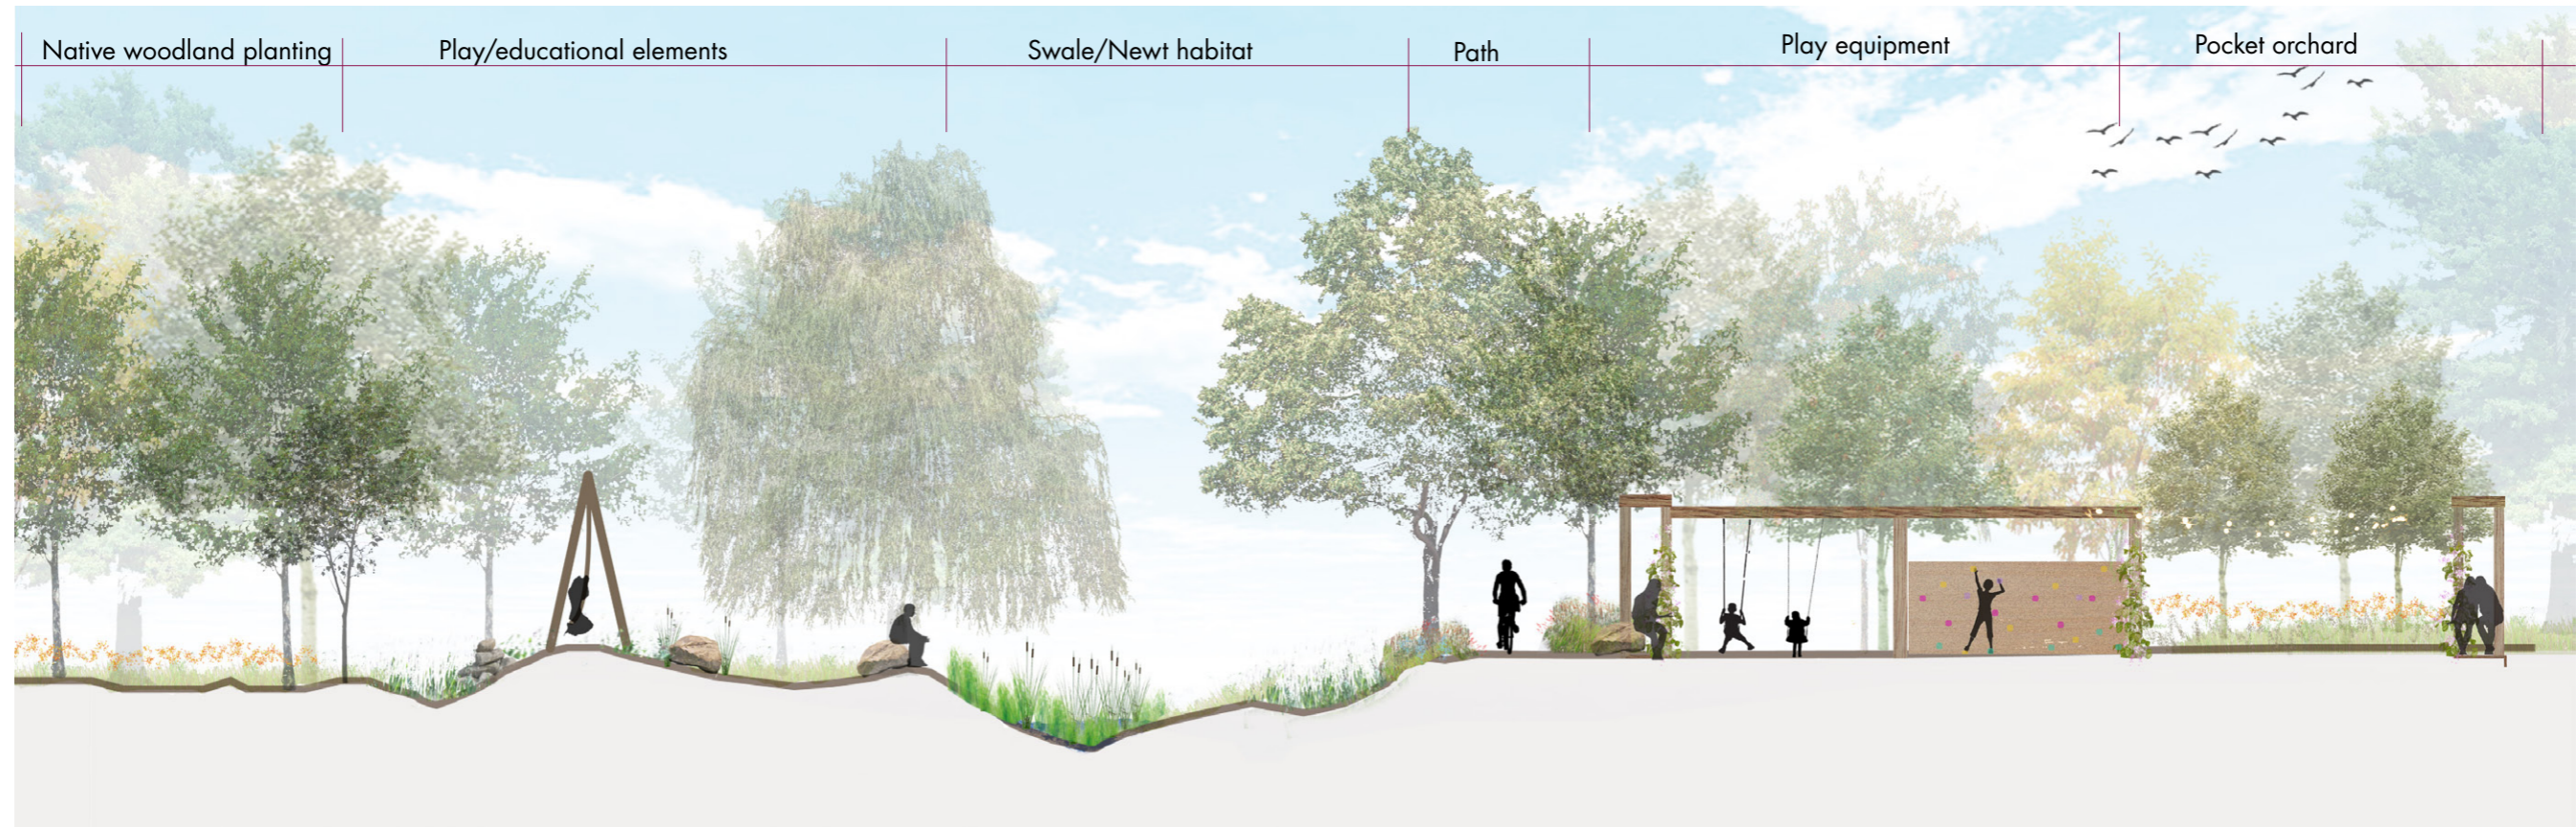 Native woodland planting
Play/educational elements
Swale/Newt habitat
Path
Play equipment
Pocket orchard